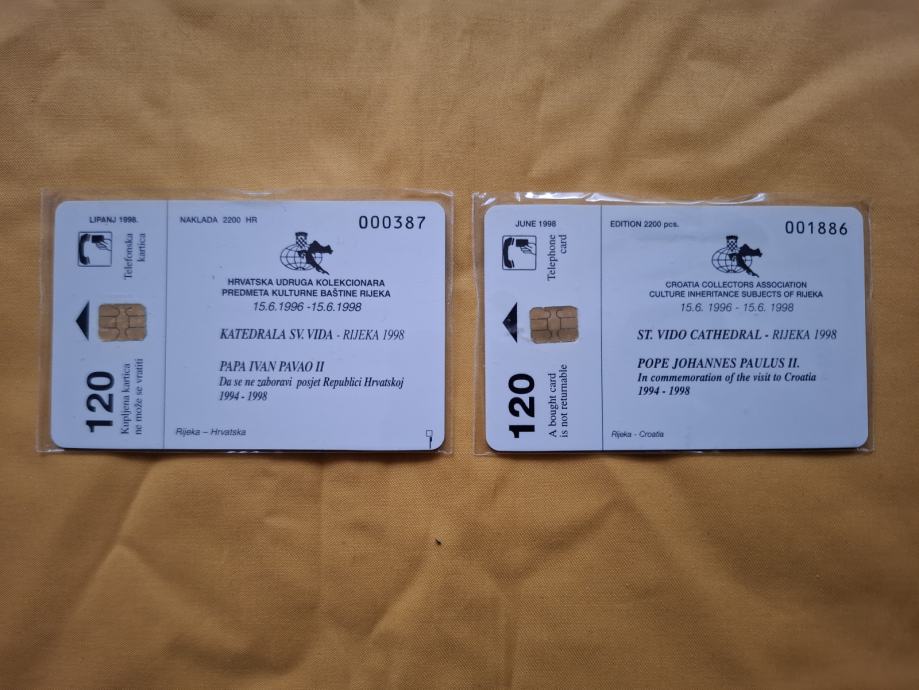 LIPANJ 1998.
NAKLADA 2200 HR
000387
Telefonska
kartica
HRVATSKA UDRUGA KOLEKCIONARA
PREDMETA KULTURNE BAŠTINE RIJEKA
15.6.1996 -15.6.1998
KATEDRALA SV. VIDA - RIJEKA 1998
PAPA IVAN PAVAO II
Da se ne zaboravi posjet Republici Hrvatskoj
1994 - 1998
120
Kupljena kartica
ne može se vratiti
Rijeka – Hrvatska
JUNE 1998
EDITION 2200 pcs.
001886
Telephone
card
CROATIA COLLECTORS ASSOCIATION
CULTURE INHERITANCE SUBJECTS OF RIJEKA
15.6. 1996 - 15.6. 1998
ST. VIDO CATHEDRAL - RIJEKA 1998
POPE JOHANNES PAULUS II.
In commemoration of the visit to Croatia
1994 - 1998
120
A bought card
is not returnable
Rijeka - Croatia